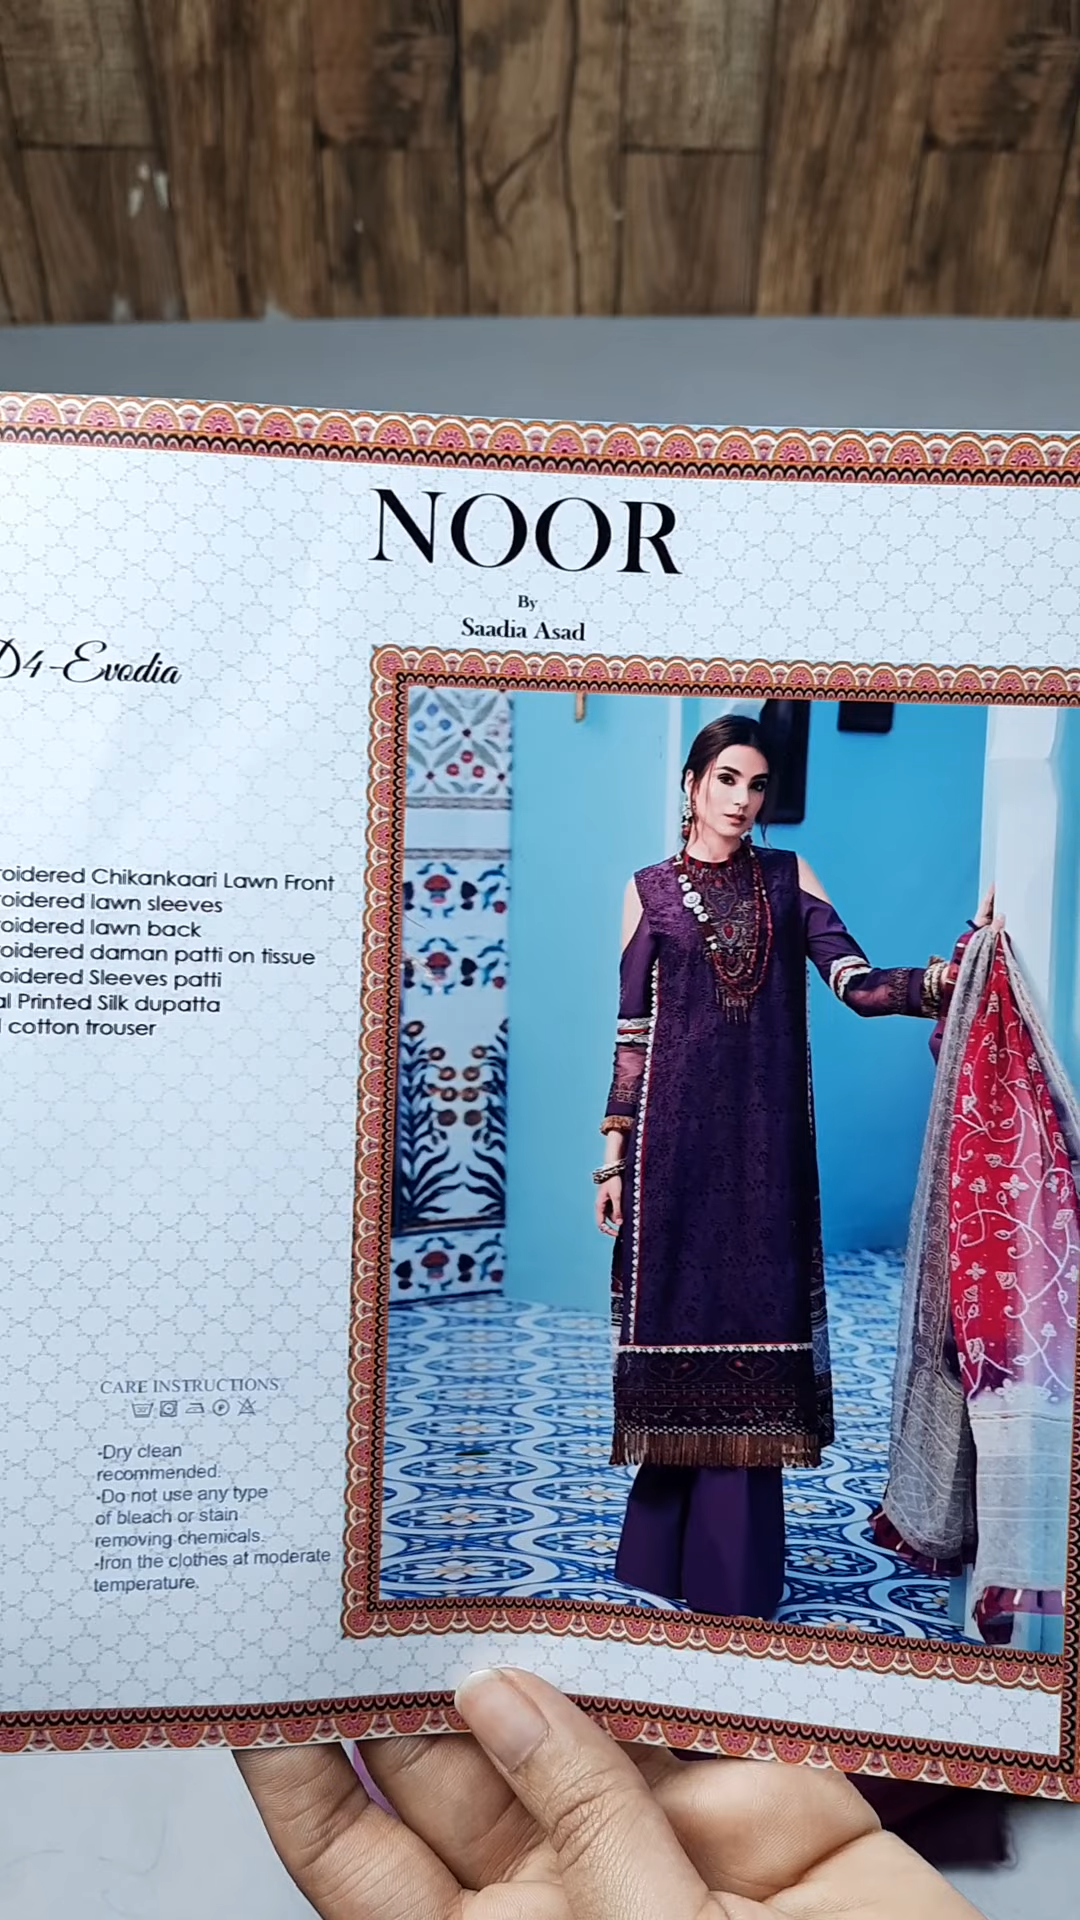 NOOR
By
Saadia Asad
D4-Evodia
roidered Chikankaari Lawn Front
roidered lawn sleeves
roidered lawn back
roidered daman patti on tissue
roidered Sleeves patti
al Printed Silk dupatta
cotton trouser
CARE INSTRUCTIONS
-Dry clean
recommended.
-Do not use any type
of bleach or stain
removing chemicals.
-Iron the clothes at moderate
temperature.